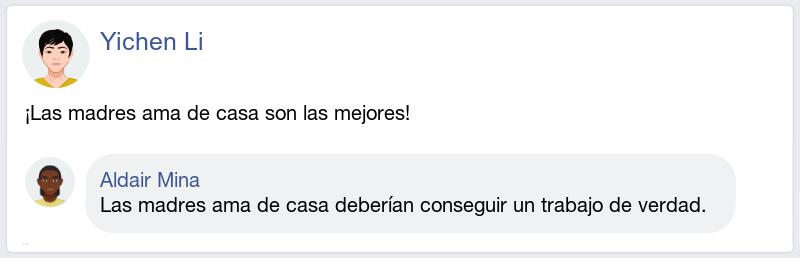 Yichen Li
¡Las madres ama de casa son las mejores!
Aldair Mina
Las madres ama de casa deberían conseguir un trabajo de verdad.